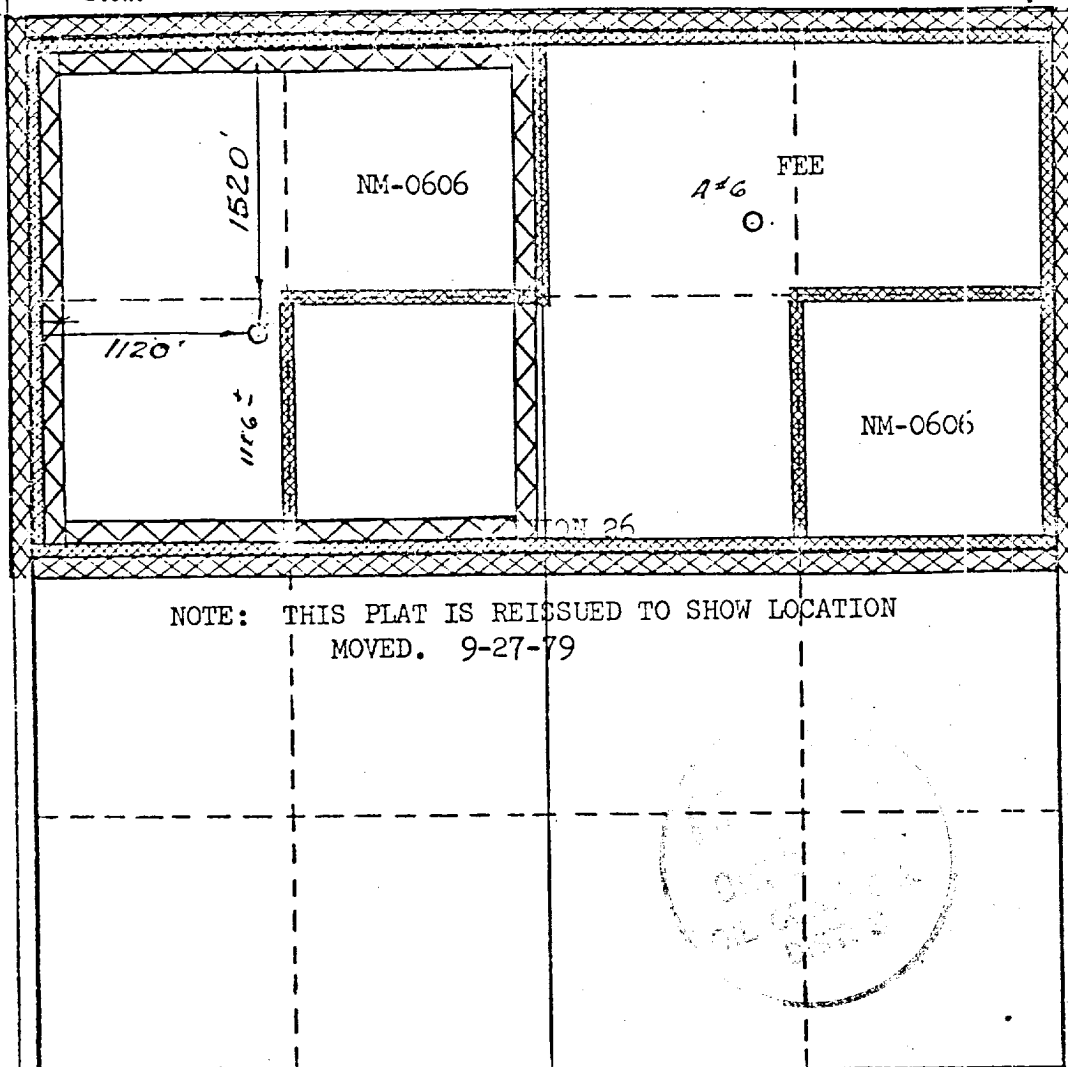 1520'
NM-0606
FEE
A#6
1120'
NM-0606
26
NOTE: THIS PLAT IS REISSUED TO SHOW LOCATION
MOVED. 9-27-79